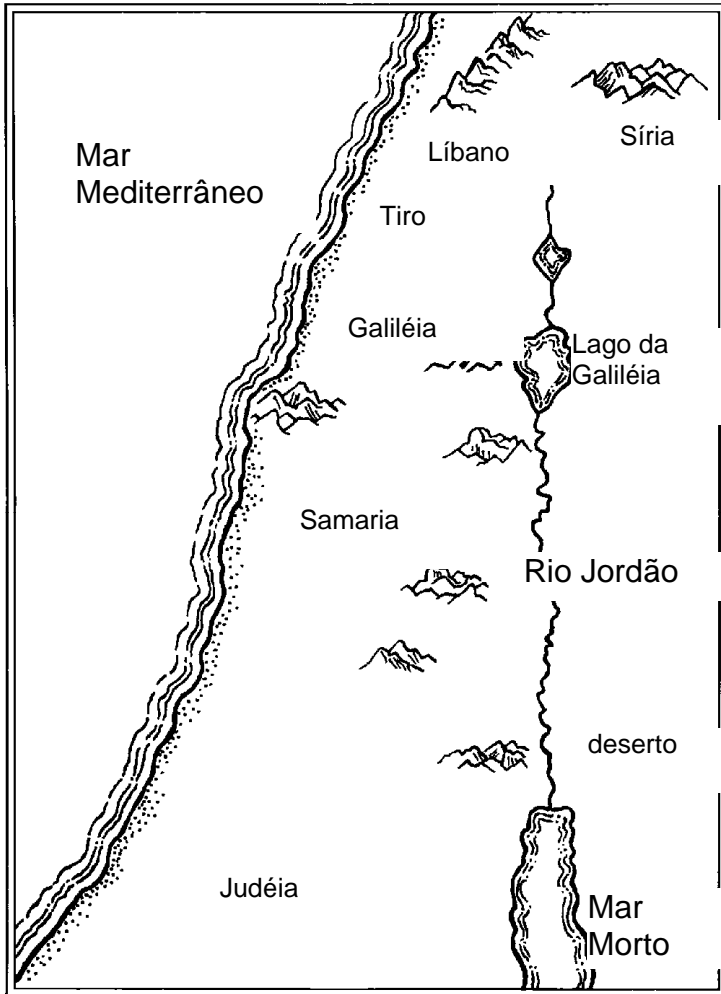 Mar
Mediterrâneo
Líbano
Síria
Tiro
Galiléia
Lago da
Galiléia
Samaria
Rio Jordão
deserto
Judéia
Mar
Morto